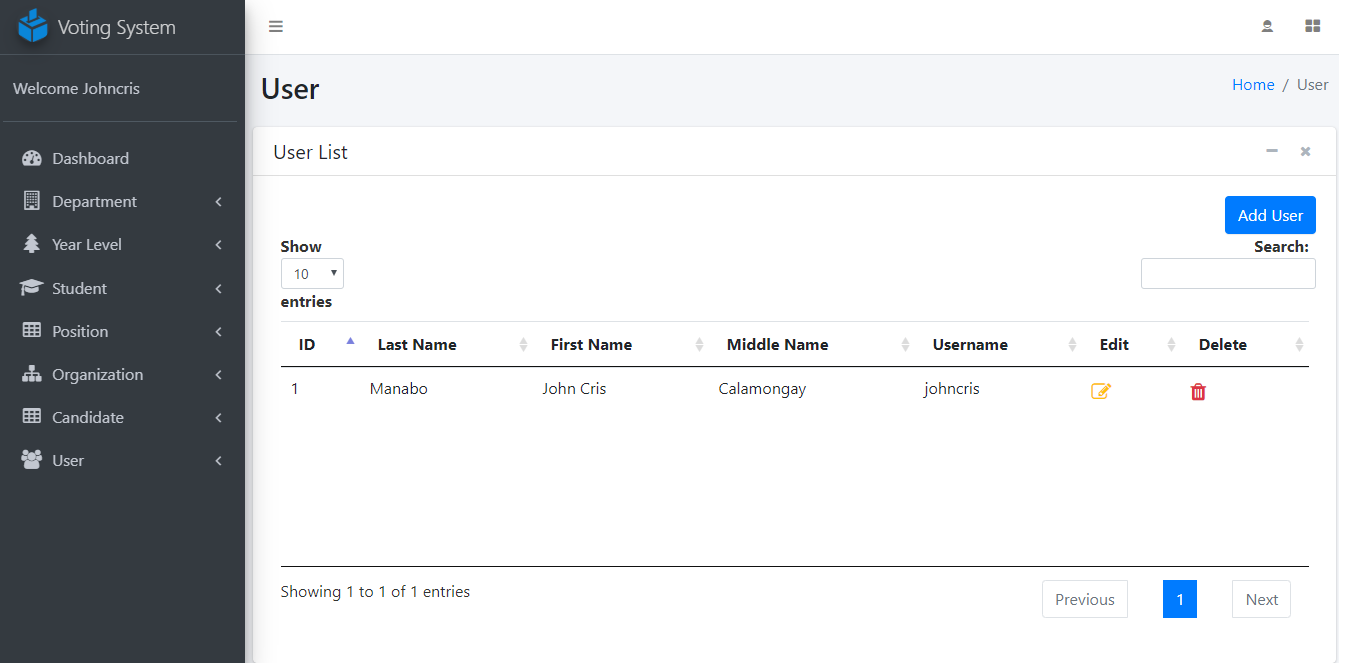 Voting System
Welcome Johncris
Dashboard
Department
Year Level
Student
Position
Organization
Candidate
User
User
Home / User
User List
Add User
Show
10
entries
Search:
ID Last Name First Name Middle Name Username Edit Delete
1 Manabo John Cris Calamongay johncris
Showing 1 to 1 of 1 entries
Previous 1 Next